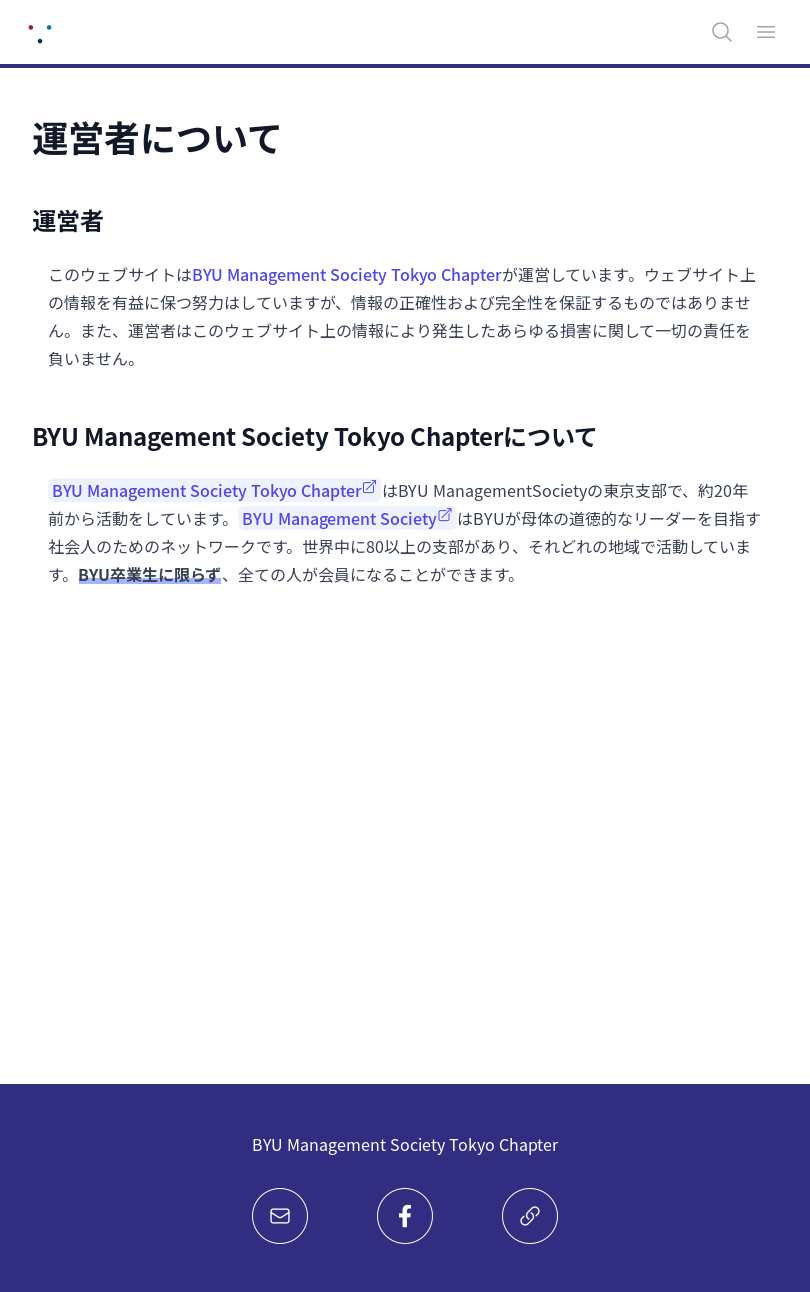 運営者について
運営者
このウェブサイトはBYU Management Society Tokyo Chapterが運営しています。ウェブサイト上
の情報を有益に保つ努力はしていますが、情報の正確性および完全性を保証するものではありませ
ん。また、運営者はこのウェブサイト上の情報により発生したあらゆる損害に関して一切の責任を
負いません。
BYU Management Society Tokyo Chapterについて
BYU Management Society Tokyo ChapterはBYU ManagementSocietyの東京支部で、約20年
前から活動をしています。BYU Management SocietyはBYUが母体の道徳的なリーダーを目指す
社会人のためのネットワークです。世界中に80以上の支部があり、それどれの地域で活動していま
す。BYU卒業生に限らず、全ての人が会員になることができます。
BYU Management Society Tokyo Chapter